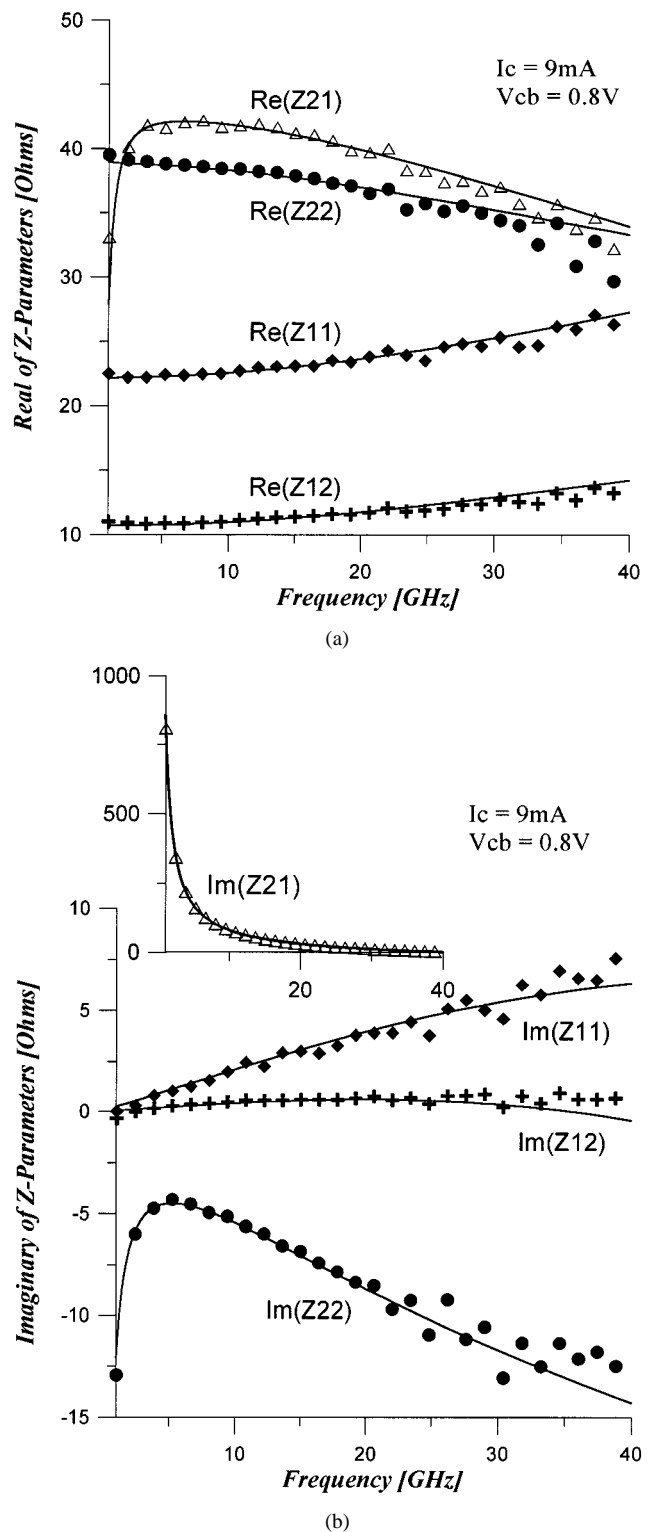 50
40
30
20
10
Real of Z-Parameters [Ohms]
Ic = 9mA
Vcb = 0.8V
Re(Z21)
Re(Z22)
Re(Z11)
Re(Z12)
10
20
30
40
Frequency [GHz]
(a)
1000
500
0
20
40
Im(Z21)
Ic = 9mA
Vcb = 0.8V
10
5
0
-5
-10
-15
Imaginary of Z-Parameters [Ohms]
Im(Z11)
Im(Z12)
Im(Z22)
10
20
30
40
Frequency [GHz]
(b)